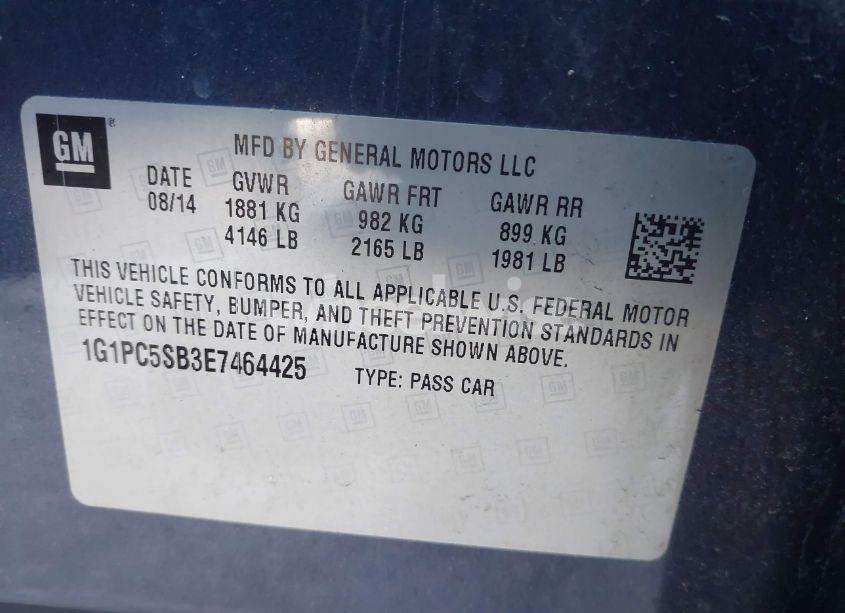 GM®
MFD BY GENERAL MOTORS LLC
DATE GVWR GAWR FRT GAWR RR
08/14 1881 KG 982 KG 899 KG
4146 LB 2165 LB 1981 LB
THIS VEHICLE CONFORMS TO ALL APPLICABLE U.S. FEDERAL MOTOR
VEHICLE SAFETY, BUMPER, AND THEFT PREVENTION STANDARDS IN
EFFECT ON THE DATE OF MANUFACTURE SHOWN ABOVE.
1G1PC5SB3E7464425 TYPE: PASS CAR